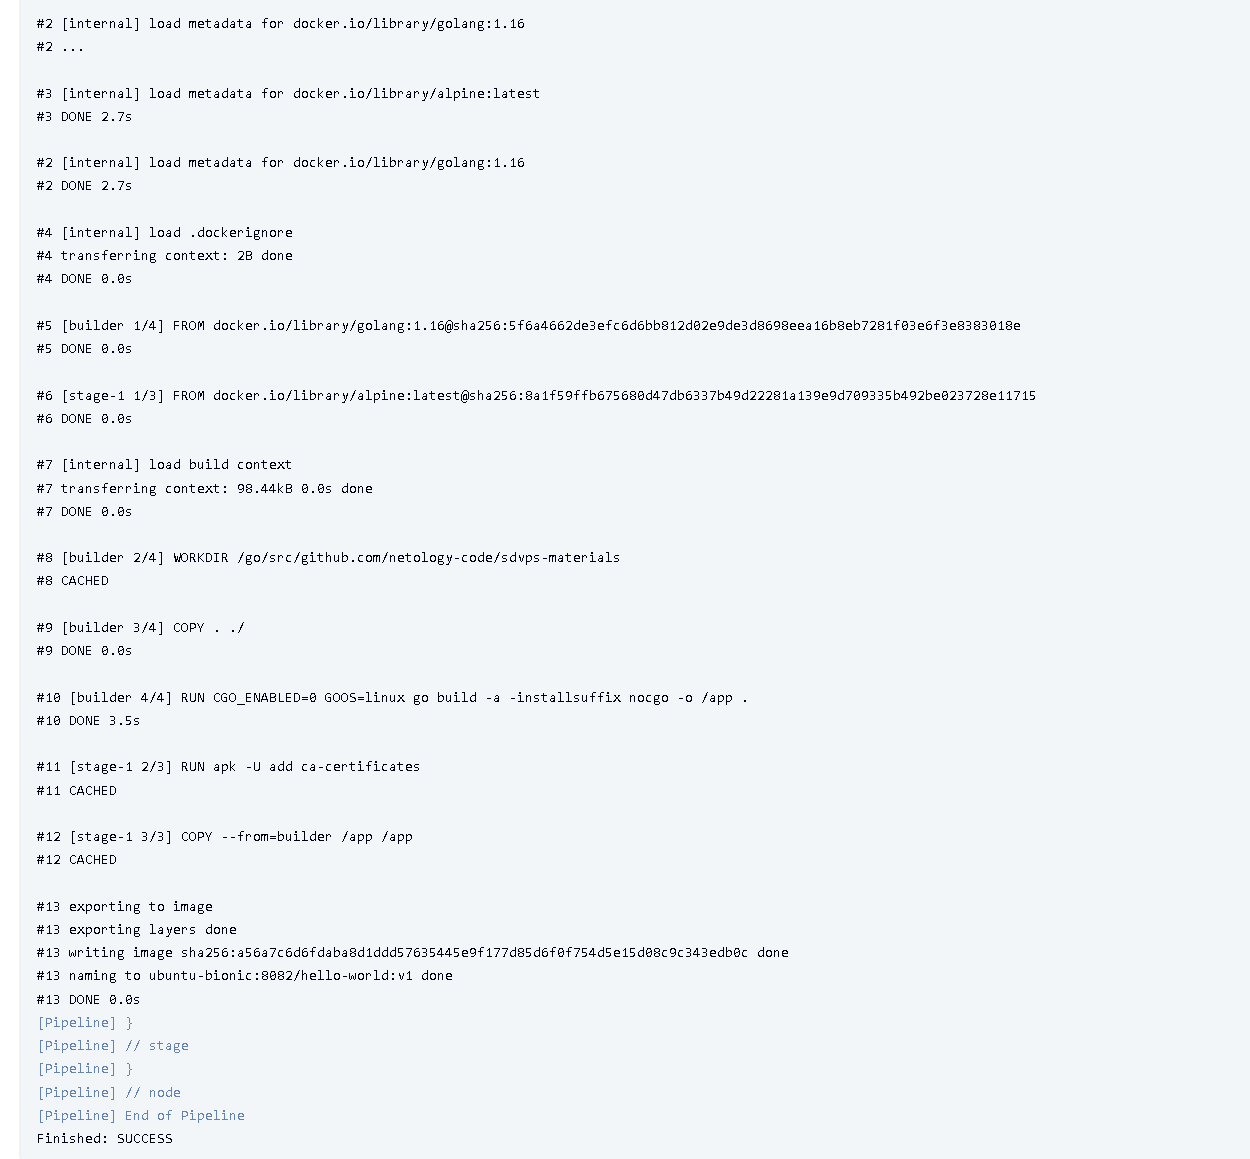 #2 [internal] load metadata for docker.io/library/golang:1.16
#2 ...
#3 [internal] load metadata for docker.io/library/alpine:latest
#3 DONE 2.7s
#2 [internal] load metadata for docker.io/library/golang:1.16
#2 DONE 2.7s
#4 [internal] load .dockerignore
#4 transferring context: 2B done
#4 DONE 0.0s
#5 [builder 1/4] FROM docker.io/library/golang:1.16@sha256:5f6a4662de3efc6d6bb812d02e9de3d8698eea16b8eb7281f03e6f3e8383018e
#5 DONE 0.0s
#6 [stage-1 1/3] FROM docker.io/library/alpine:latest@sha256:8a1f59ffb675680d47db6337b49d22281a139e9d709335b492be023728e11715
#6 DONE 0.0s
#7 [internal] load build context
#7 transferring context: 98.44kB 0.0s done
#7 DONE 0.0s
#8 [builder 2/4] WORKDIR /go/src/github.com/netology-code/sdvps-materials
#8 CACHED
#9 [builder 3/4] COPY . ./
#9 DONE 0.0s
#10 [builder 4/4] RUN CGO_ENABLED=0 GOOS=linux go build -a -installsuffix nocgo -o /app .
#10 DONE 3.5s
#11 [stage-1 2/3] RUN apk -U add ca-certificates
#11 CACHED
#12 [stage-1 3/3] COPY --from=builder /app /app
#12 CACHED
#13 exporting to image
#13 exporting layers done
#13 writing image sha256:a56a7c6d6fdaba8d1ddd57635445e9f177d85d6f0f754d5e15d08c9c343edb0c done
#13 naming to ubuntu-bionic:8082/hello-world:v1 done
#13 DONE 0.0s
[Pipeline] }
[Pipeline] // stage
[Pipeline] }
[Pipeline] // node
[Pipeline] End of Pipeline
Finished: SUCCESS